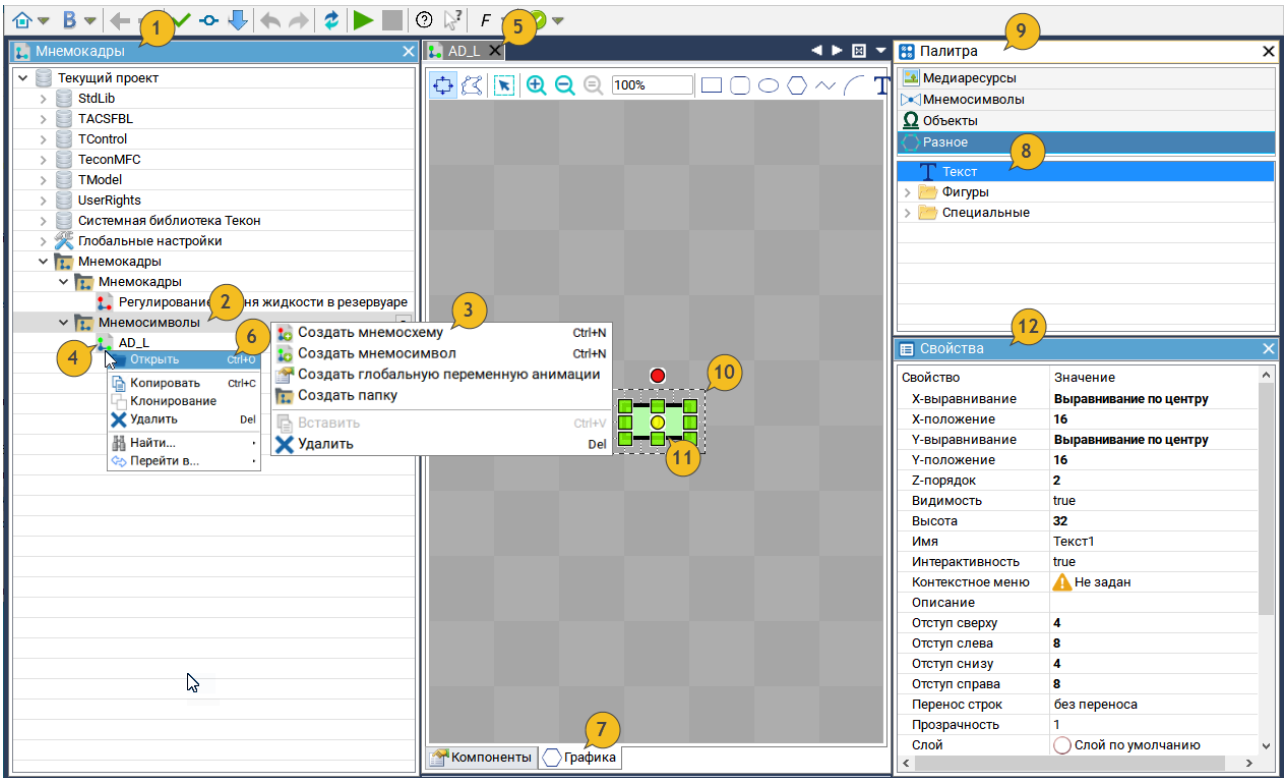 B
F
1
5
9
Мнемокадры
AD_L
Палитра
Текущий проект
StdLib
TACSFBL
TControl
TeconMFC
TModel
UserRights
Системная библиотека Текон
Глобальные настройки
Мнемокадры
Мнемокадры
Регулирование ня жидкости в резервуаре
2
Мнемосимволы
AD_L
4
6
Открыть Ctrl+O
Копировать Ctrl+C
Клонирование
Удалить Del
Найти...
Перейти в...
3
Создать мнемосхему Ctrl+N
Создать мнемосимвол Ctrl+N
Создать глобальную переменную анимации
Создать папку
Вставить Ctrl+V
Удалить Del
100%
T
10
11
7
Компоненты
Графика
Медиаресурсы
Мнемосимволы
Объекты
Разное
8
Текст
Фигуры
Специальные
12
Свойства
Свойство Значение
X-выравнивание Выравнивание по центру
X-положение 16
Y-выравнивание Выравнивание по центру
Y-положение 16
Z-порядок 2
Видимость true
Высота 32
Имя Текст1
Интерактивность true
Контекстное меню Не задан
Описание
Отступ сверху 4
Отступ слева 8
Отступ снизу 4
Отступ справа 8
Перенос строк без переноса
Прозрачность 1
Слой Слой по умолчанию